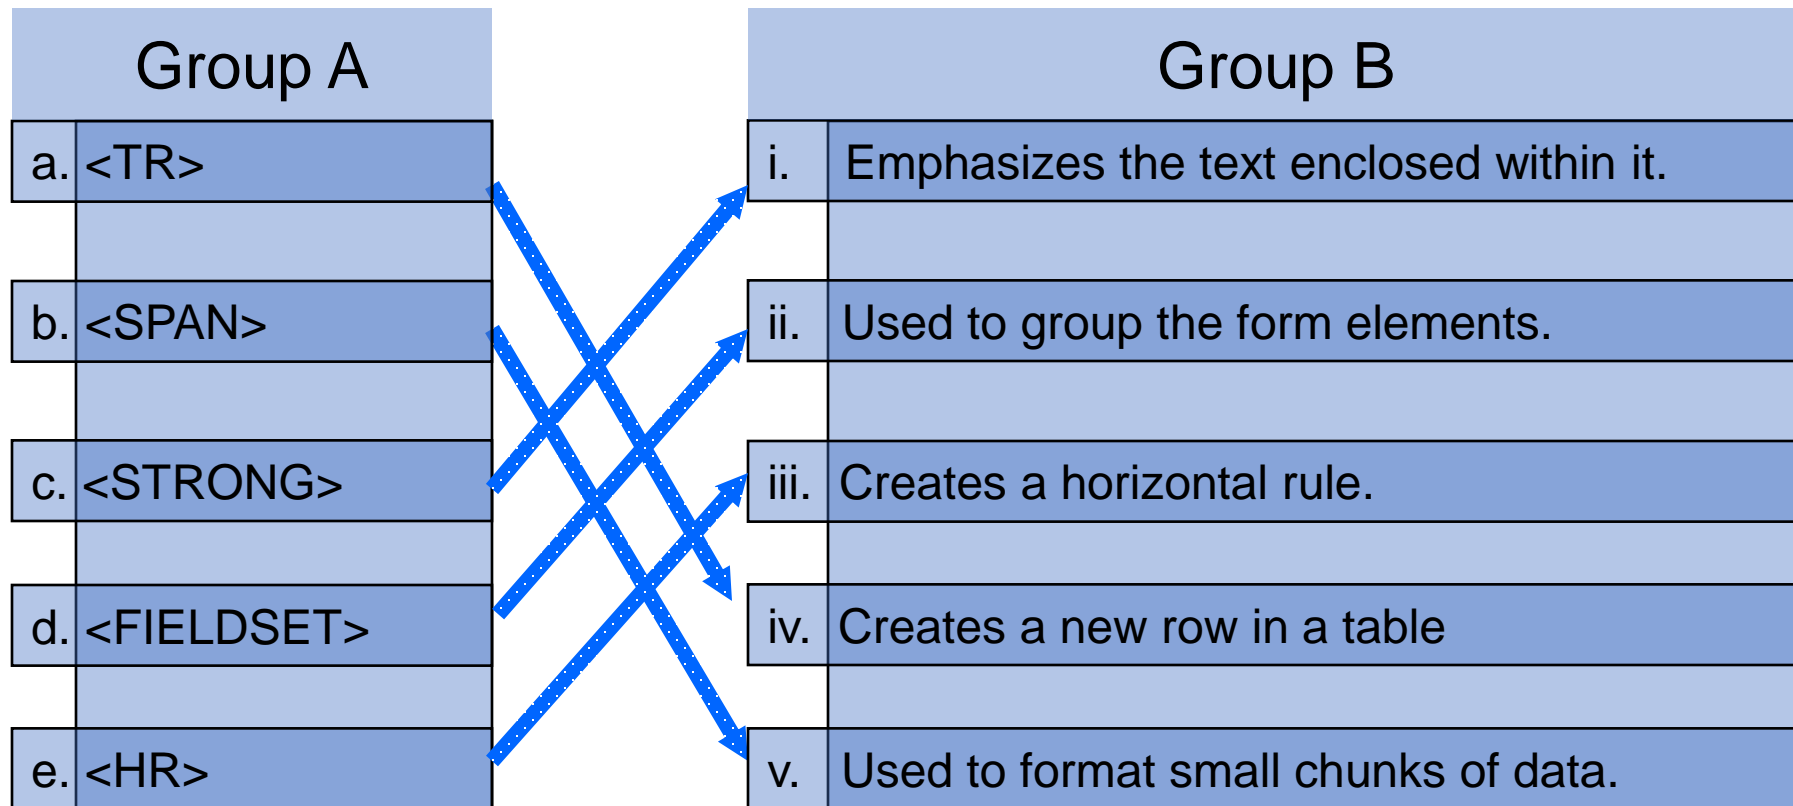 Group A
Group B
a. <TR>
i. Emphasizes the text enclosed within it.
b. <SPAN>
ii. Used to group the form elements.
c. <STRONG>
iii. Creates a horizontal rule.
d. <FIELDSET>
iv. Creates a new row in a table
e. <HR>
v. Used to format small chunks of data.